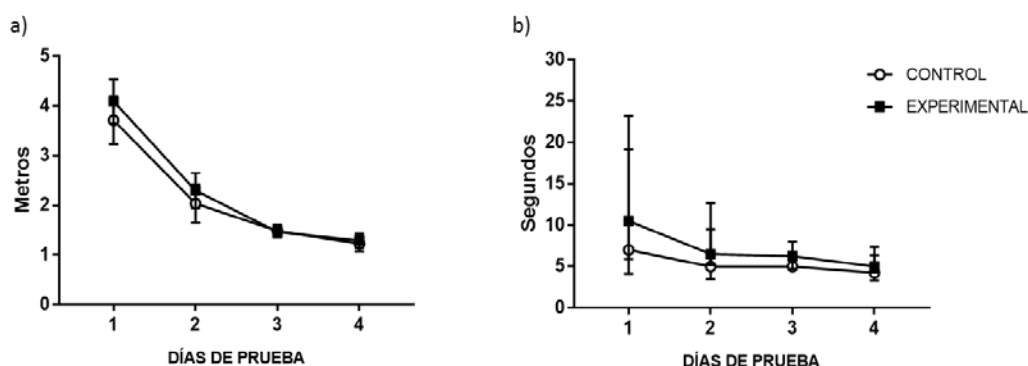 a)
Metros
5
4
3
2
1
0
1 2 3 4
DÍAS DE PRUEBA
b)
Segundos
30
25
20
15
10
5
0
1 2 3 4
DÍAS DE PRUEBA
CONTROL
EXPERIMENTAL